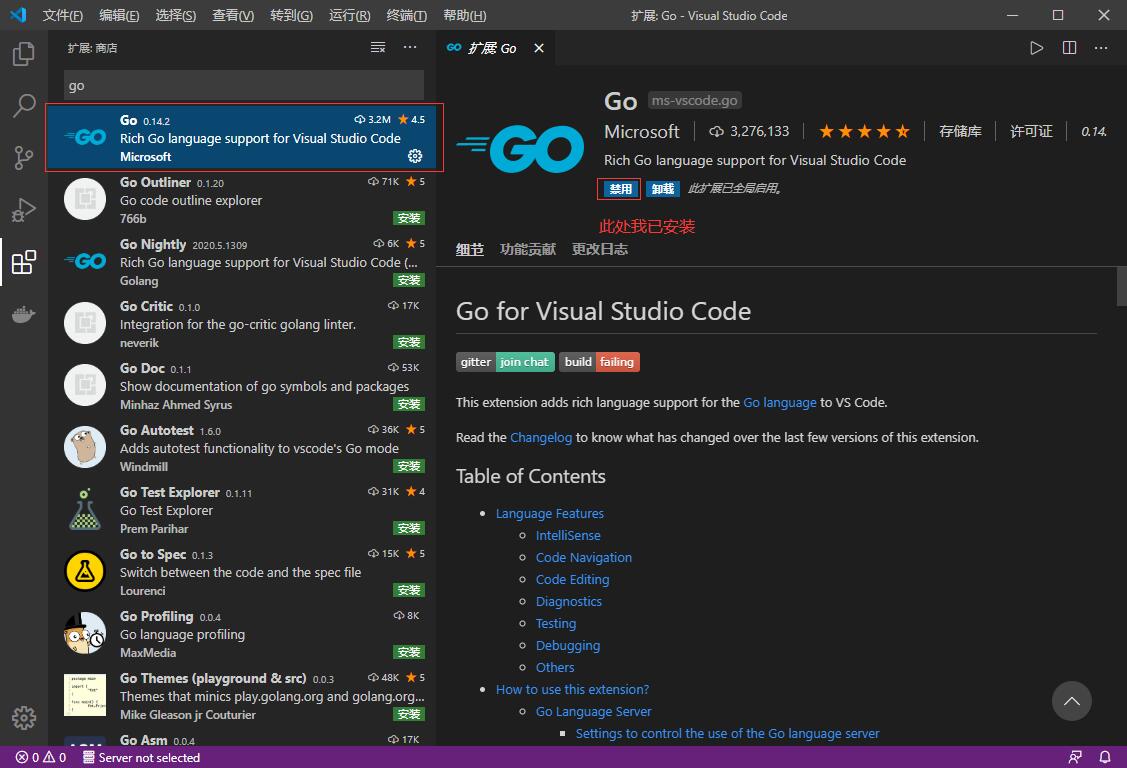 文件(F) 编辑(E) 选择(S) 查看(V) 转到(G) 运行(R) 终端(T) 帮助(H) 扩展: Go - Visual Studio Code
扩展: 商店
go
Go 0.14.2 3.2M 4.5
Rich Go language support for Visual Studio Code
Microsoft
Go Outliner 0.1.20 71K 5
Go code outline explorer
766b 安装
Go Nightly 2020.5.1309 6K 5
Rich Go language support for Visual Studio Code (...
Golang 安装
Go Critic 0.1.0 17K
Integration for the go-critic golang linter.
neverik 安装
Go Doc 0.1.1 53K
Show documentation of go symbols and packages
Minhaz Ahmed Syrus 安装
Go Autotest 1.6.0 36K 5
Adds autotest functionality to vscode's Go mode
Windmill 安装
Go Test Explorer 0.1.11 31K 4
Go Test Explorer
Prem Parihar 安装
Go to Spec 0.1.3 15K 5
Switch between the code and the spec file
Lourenci 安装
Go Profiling 0.0.4 8K
Go language profiling
MaxMedia 安装
Go Themes (playground & src) 0.0.3 48K 5
Themes that minics play.golang.org and golang.org...
Mike Gleason jr Couturier 安装
Go Asm 0.0.4 17K
GO 扩展: Go
GO
Go ms-vscode.go
Microsoft 3,276,133 存储库 许可证 0.14.
Rich Go language support for Visual Studio Code
禁用 卸载 此扩展已全局启用。
此处我已安装
细节 功能贡献 更改日志
Go for Visual Studio Code
gitter join chat build failing
This extension adds rich language support for the Go language to VS Code.
Read the Changelog to know what has changed over the last few versions of this extension.
Table of Contents
Language Features
IntelliSense
Code Navigation
Code Editing
Diagnostics
Testing
Debugging
Others
How to use this extension?
Go Language Server
Settings to control the use of the Go language server
0 0 Server not selected